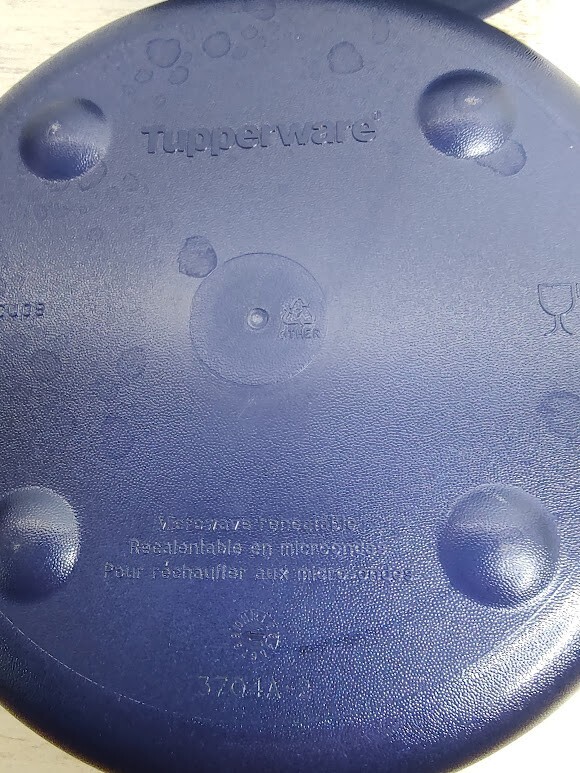 Tupperware®
OTHER
Microwave reheatable
Recalentable en microondas
Pour réchauffer aux micro-ondes
3704A